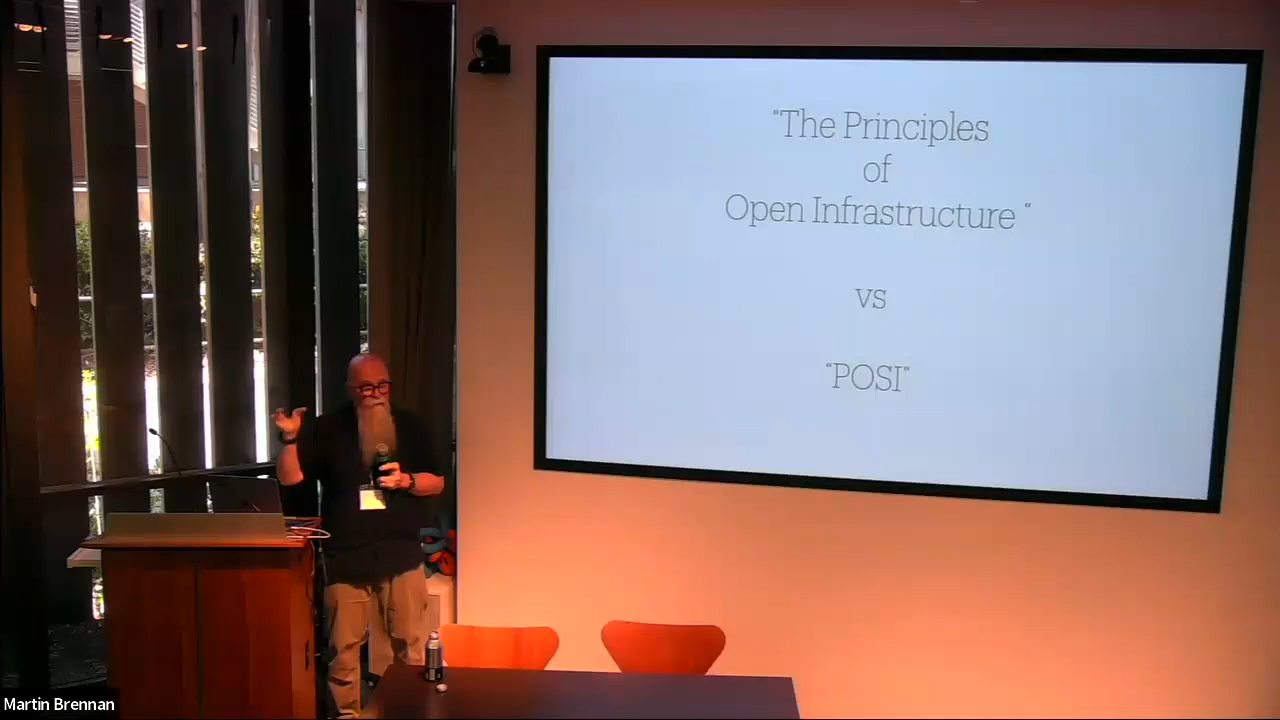 “The Principles
of
Open Infrastructure “
vs
“POSI”
Martin Brennan